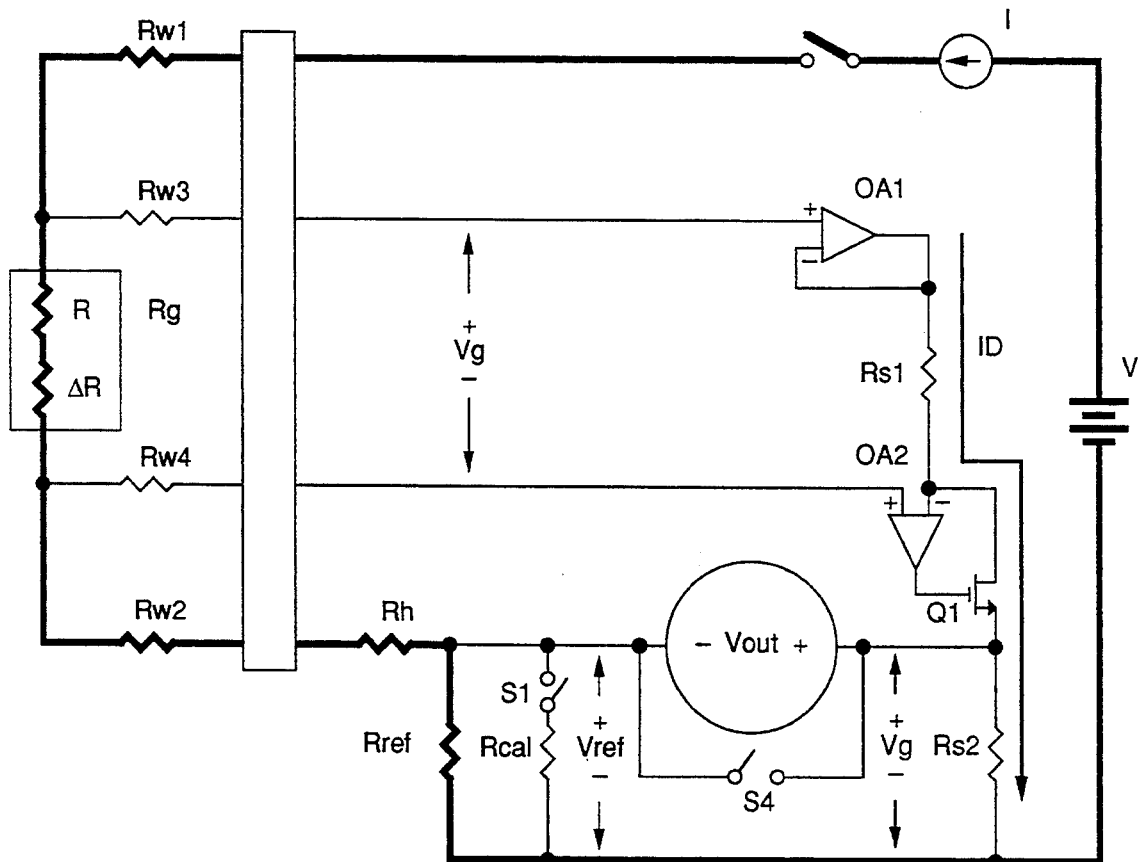 I
Rw1
Rw3
OA1
+
−
R
Rg
+
Vg
−
ΔR
Rs1
ID
V
Rw4
OA2
+ −
Rw2
Rh
Q1
− Vout +
S1
Rref
Rcal
+
Vref
−
+
Vg
−
Rs2
S4